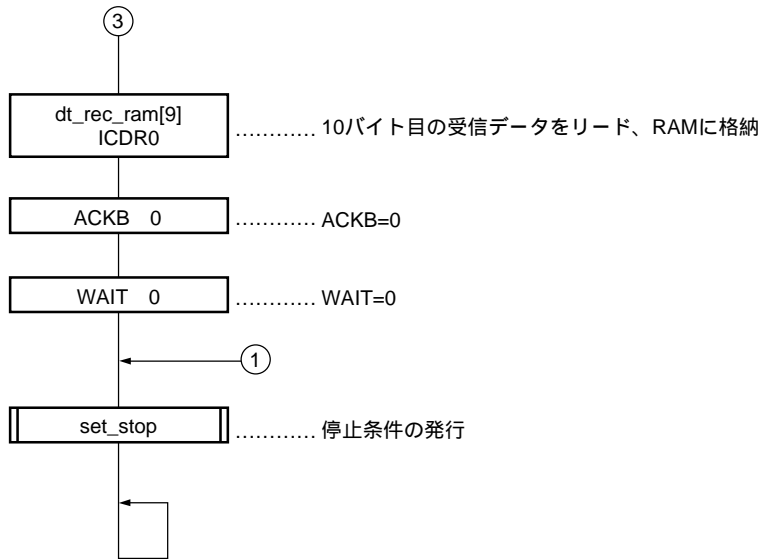 3
dt_rec_ram[9]
ICDR0
………… 10バイト目の受信データをリード、RAMに格納
ACKB 0 ………… ACKB=0
WAIT 0 ………… WAIT=0
1
set_stop ………… 停止条件の発行